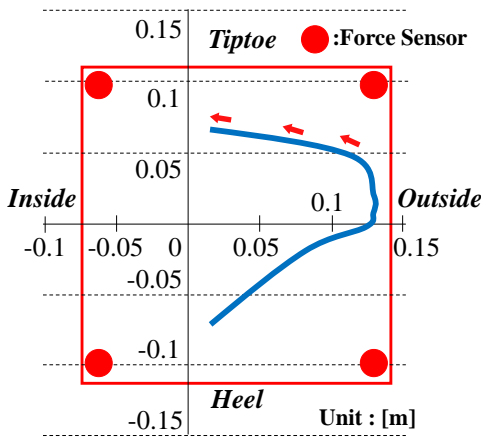 0.15
Tiptoe
:Force Sensor
0.1
0.05
Inside
0.1
Outside
-0.1
-0.05
0
0.05
0.15
-0.05
-0.1
Heel
-0.15
Unit : [m]